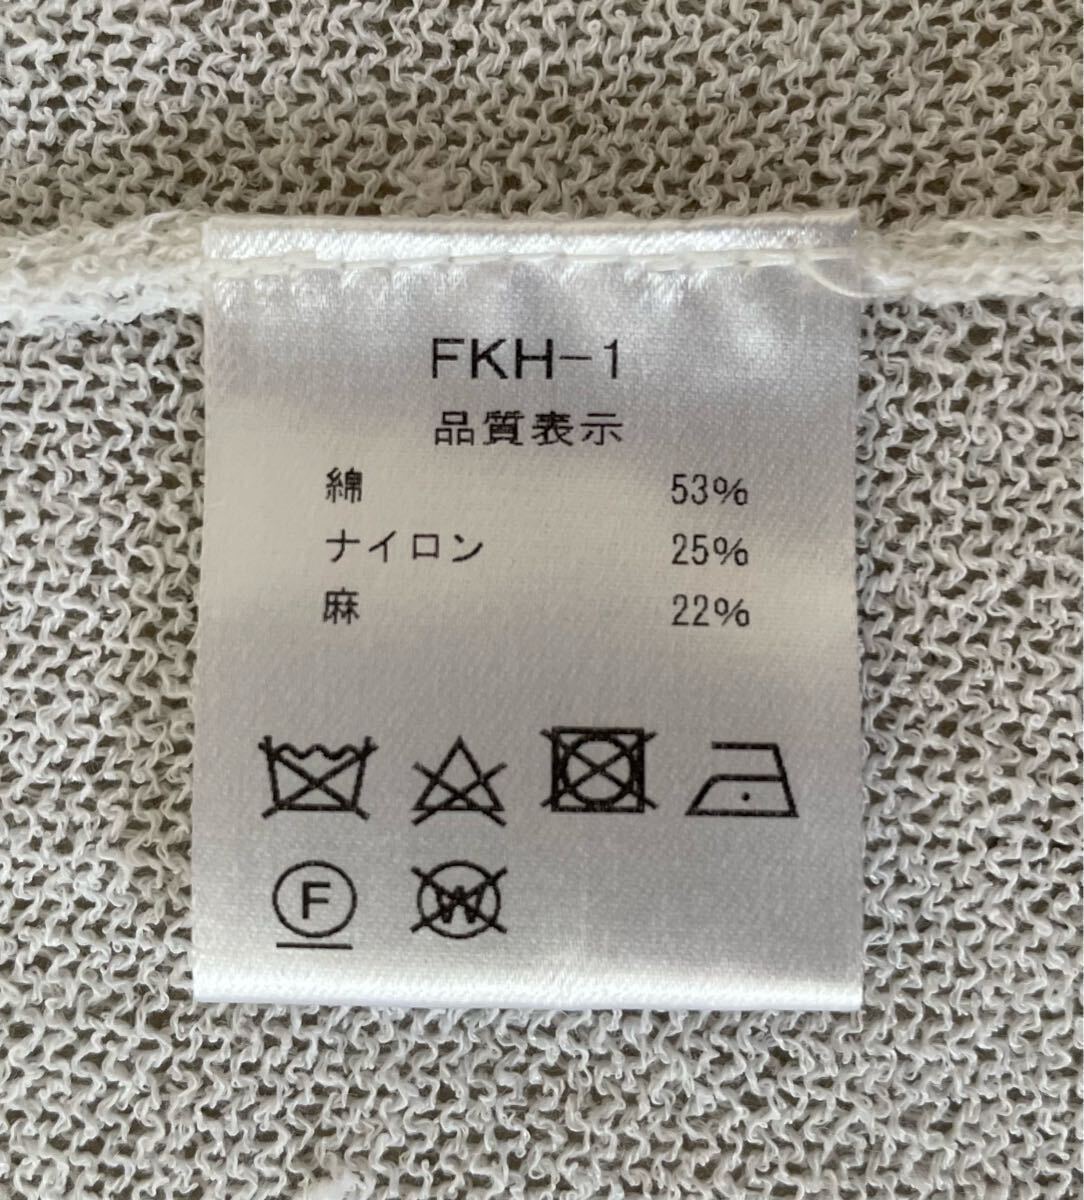 FKH-1
品質表示
綿 53%
ナイロン 25%
麻 22%
F W